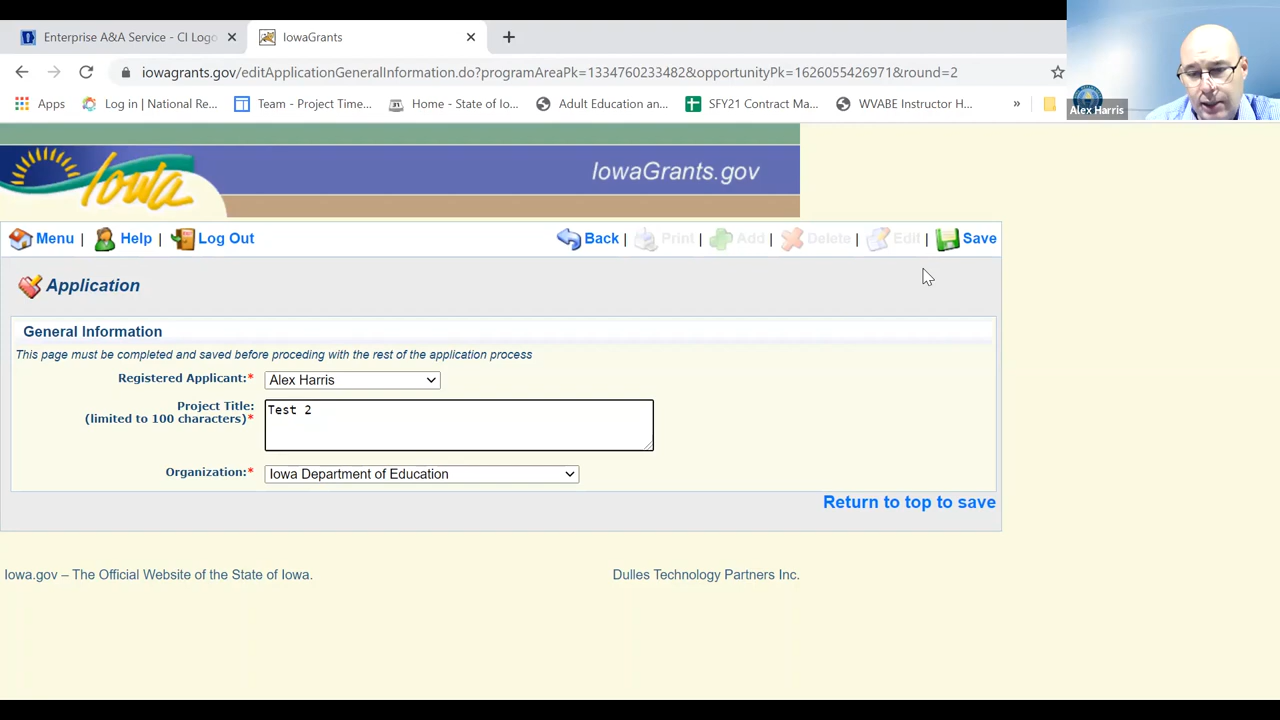 Enterprise A&A Service - CI Logo
IowaGrants
iowagrants.gov/editApplicationGeneralInformation.do?programAreaPk=1334760233482&opportunityPk=1626055426971&round=2
Apps
Log in | National Re...
Team - Project Time...
Home - State of Io...
Adult Education an...
SFY21 Contract Ma...
WVABE Instructor H...
»
Alex Harris
Iowa
IowaGrants.gov
Menu | Help | Log Out
Back | Print | Add | Delete | Edit | Save
Application
General Information
This page must be completed and saved before proceding with the rest of the application process
Registered Applicant:* Alex Harris
Project Title:
(limited to 100 characters)*
Test 2
Organization:* Iowa Department of Education
Return to top to save
Iowa.gov – The Official Website of the State of Iowa.
Dulles Technology Partners Inc.